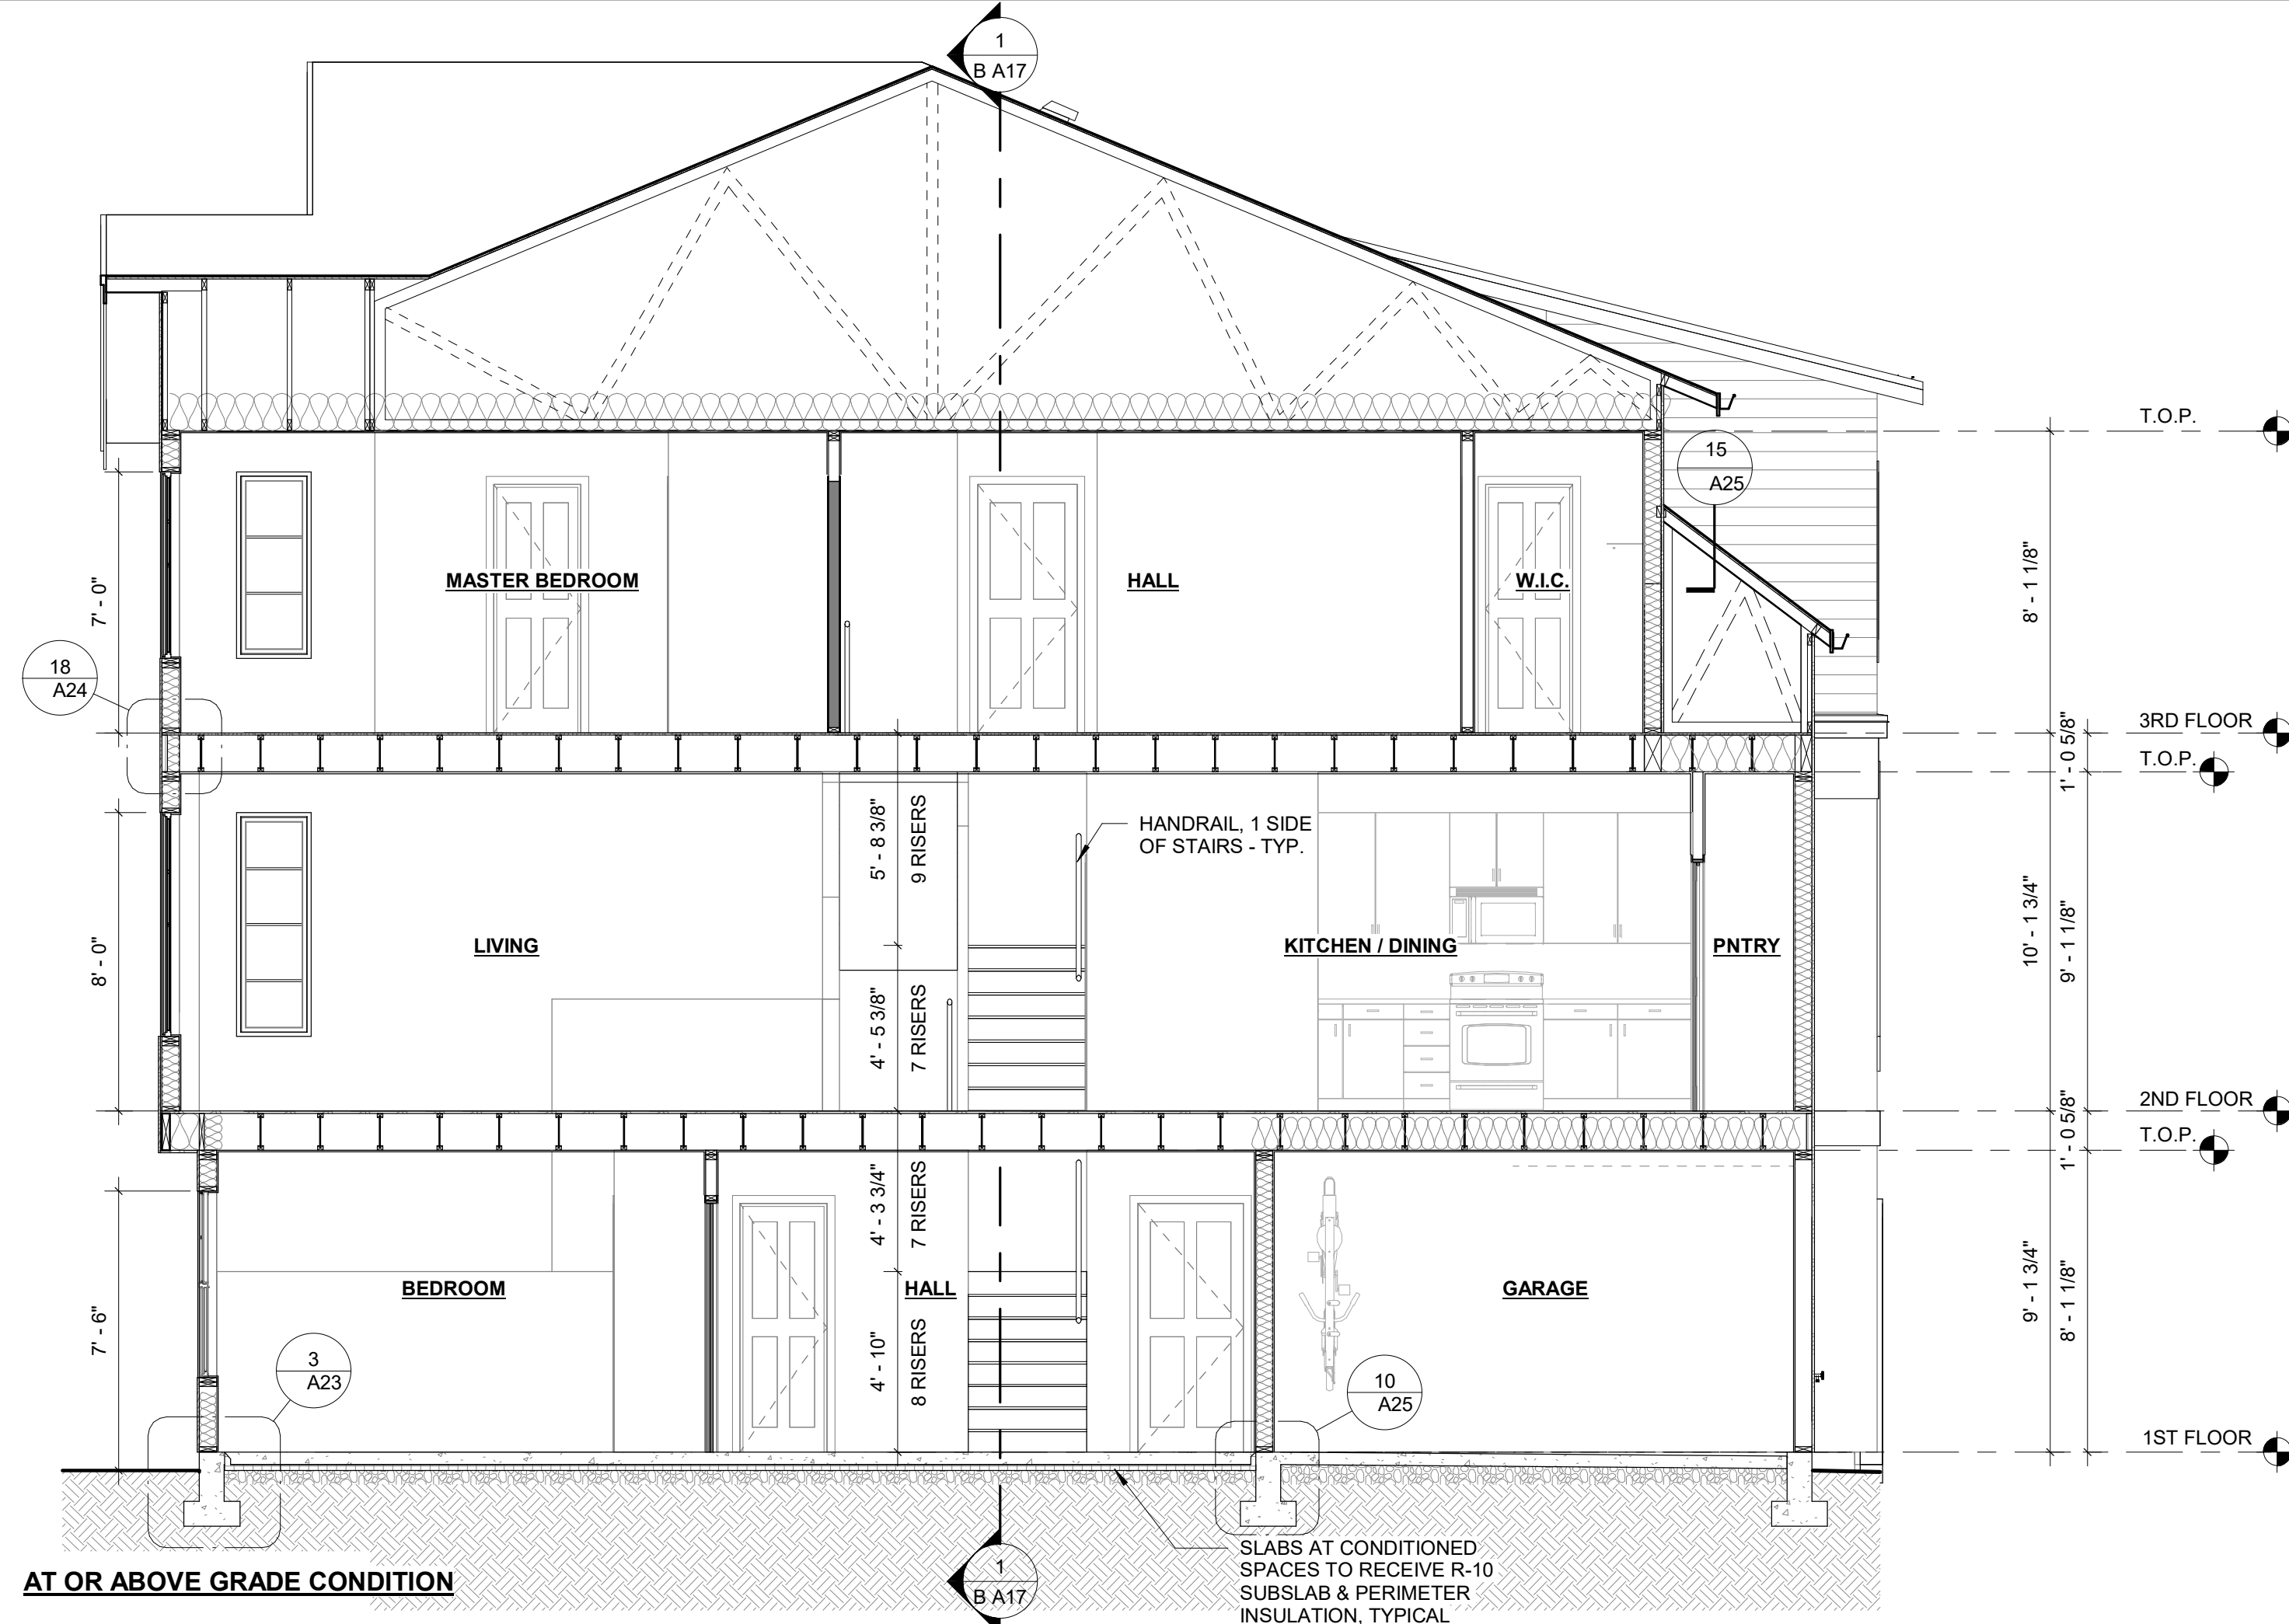 1
B A17
T.O.P.
15
A25
MASTER BEDROOM
HALL
W.I.C.
7' - 0"
8' - 1 1/8"
18
A24
3RD FLOOR
1' - 0 5/8"
T.O.P.
5' - 8 3/8"
9 RISERS
HANDRAIL, 1 SIDE
OF STAIRS - TYP.
LIVING
KITCHEN / DINING
PNTRY
8' - 0"
10' - 1 3/4"
9' - 1 1/8"
4' - 5 3/8"
7 RISERS
2ND FLOOR
1' - 0 5/8"
T.O.P.
4' - 3 3/4"
7 RISERS
BEDROOM
HALL
GARAGE
7' - 6"
9' - 1 3/4"
8' - 1 1/8"
4' - 10"
8 RISERS
3
A23
10
A25
1ST FLOOR
SLABS AT CONDITIONED
SPACES TO RECEIVE R-10
SUBSLAB & PERIMETER
INSULATION, TYPICAL
1
B A17
AT OR ABOVE GRADE CONDITION